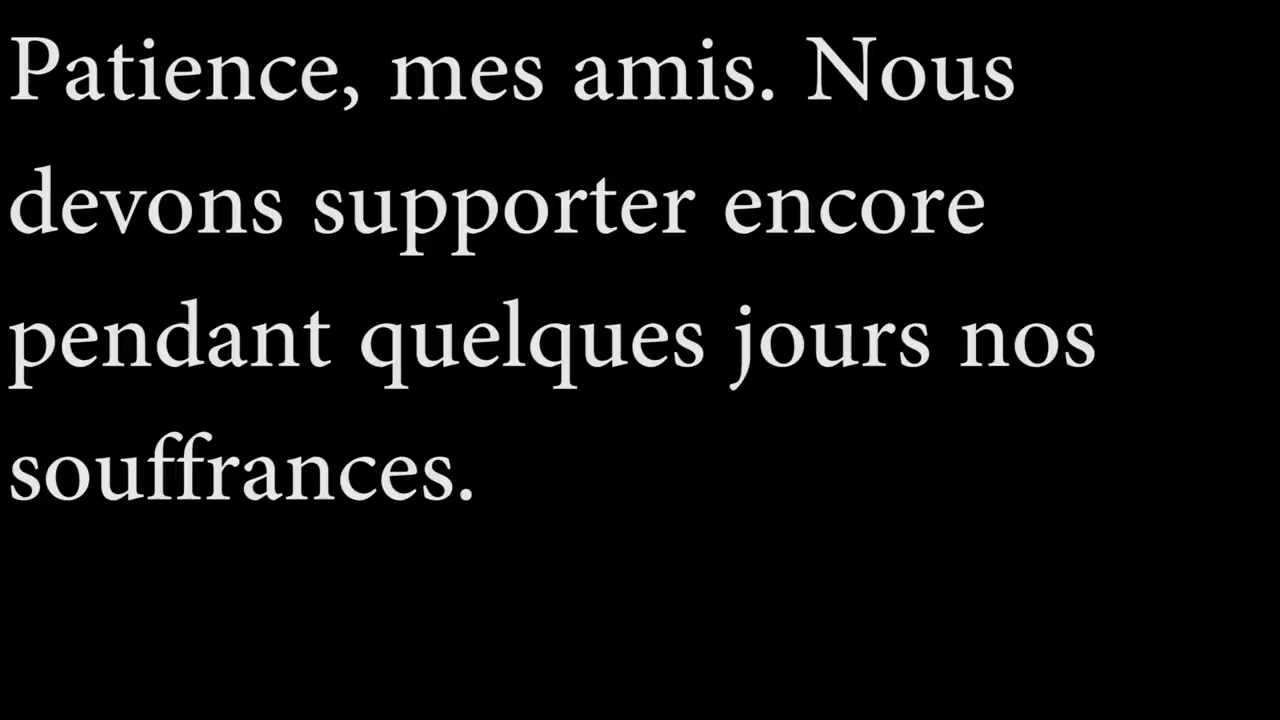 Patience, mes amis. Nous
devons supporter encore
pendant quelques jours nos
souffrances.